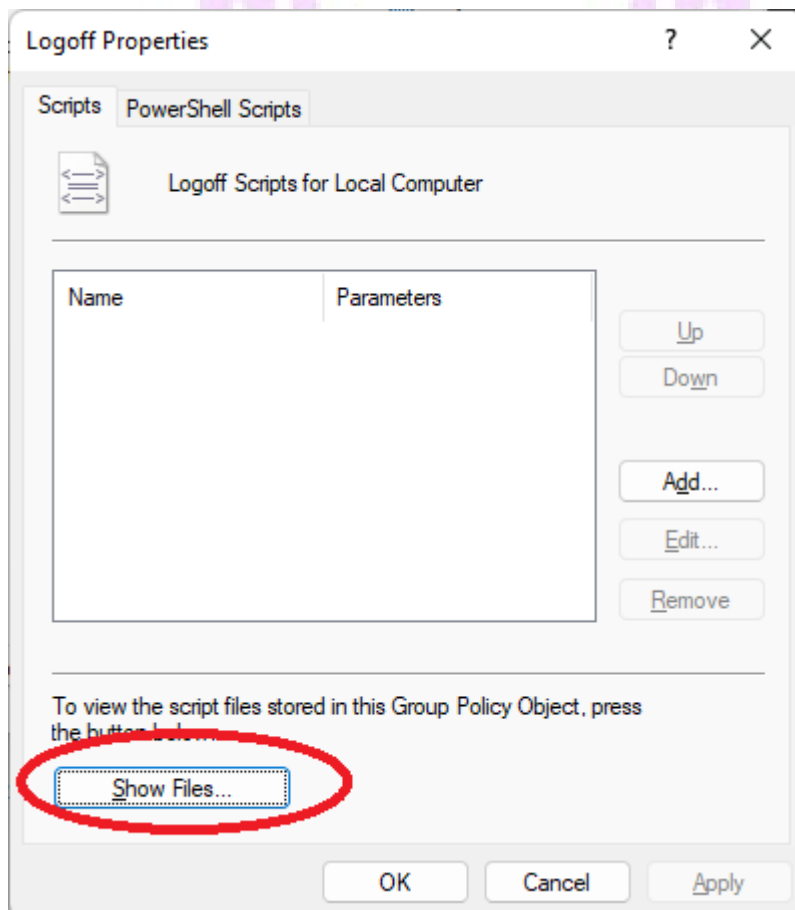 Logoff Properties
Scripts PowerShell Scripts
Logoff Scripts for Local Computer
Name Parameters
Up
Down
Add...
Edit...
Remove
To view the script files stored in this Group Policy Object, press
the button below.
Show Files...
OK Cancel Apply